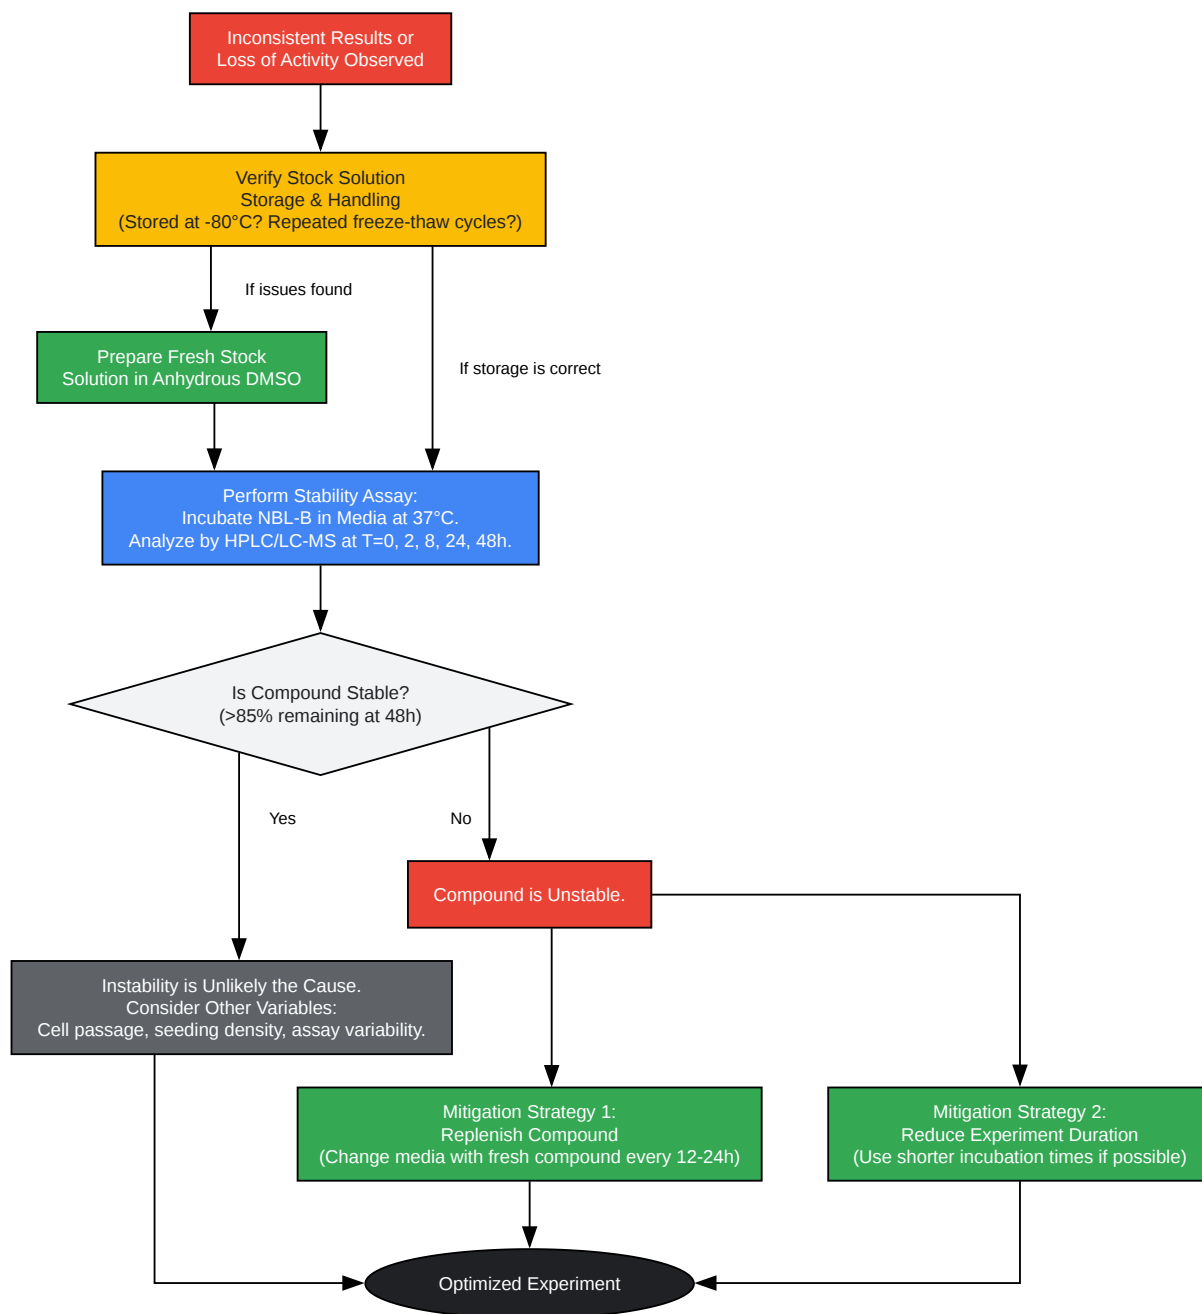 Inconsistent Results or
Loss of Activity Observed
Verify Stock Solution
Storage & Handling
(Stored at -80°C? Repeated freeze-thaw cycles?)
If issues found
Prepare Fresh Stock
Solution in Anhydrous DMSO
If storage is correct
Perform Stability Assay:
Incubate NBL-B in Media at 37°C.
Analyze by HPLC/LC-MS at T=0, 2, 8, 24, 48h.
Is Compound Stable?
(>85% remaining at 48h)
Yes
No
Compound is Unstable.
Instability is Unlikely the Cause.
Consider Other Variables:
Cell passage, seeding density, assay variability.
Mitigation Strategy 1:
Replenish Compound
(Change media with fresh compound every 12-24h)
Mitigation Strategy 2:
Reduce Experiment Duration
(Use shorter incubation times if possible)
Optimized Experiment